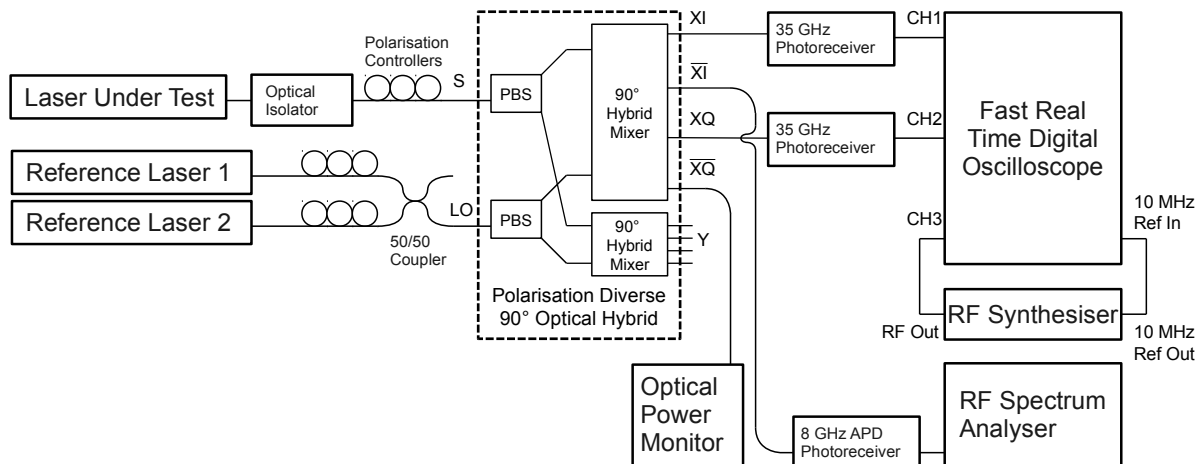 Laser Under Test
Optical
Isolator
Polarisation
Controllers
S
Reference Laser 1
Reference Laser 2
50/50
Coupler
LO
PBS
PBS
90°
Hybrid
Mixer
90°
Hybrid
Mixer
Y
Polarisation Diverse
90° Optical Hybrid
XI
X̅I̅
XQ
X̅Q̅
35 GHz
Photoreceiver
35 GHz
Photoreceiver
CH1
CH2
CH3
Fast Real
Time Digital
Oscilloscope
10 MHz
Ref In
RF Synthesiser
RF Out
10 MHz
Ref Out
Optical
Power
Monitor
8 GHz APD
Photoreceiver
RF Spectrum
Analyser